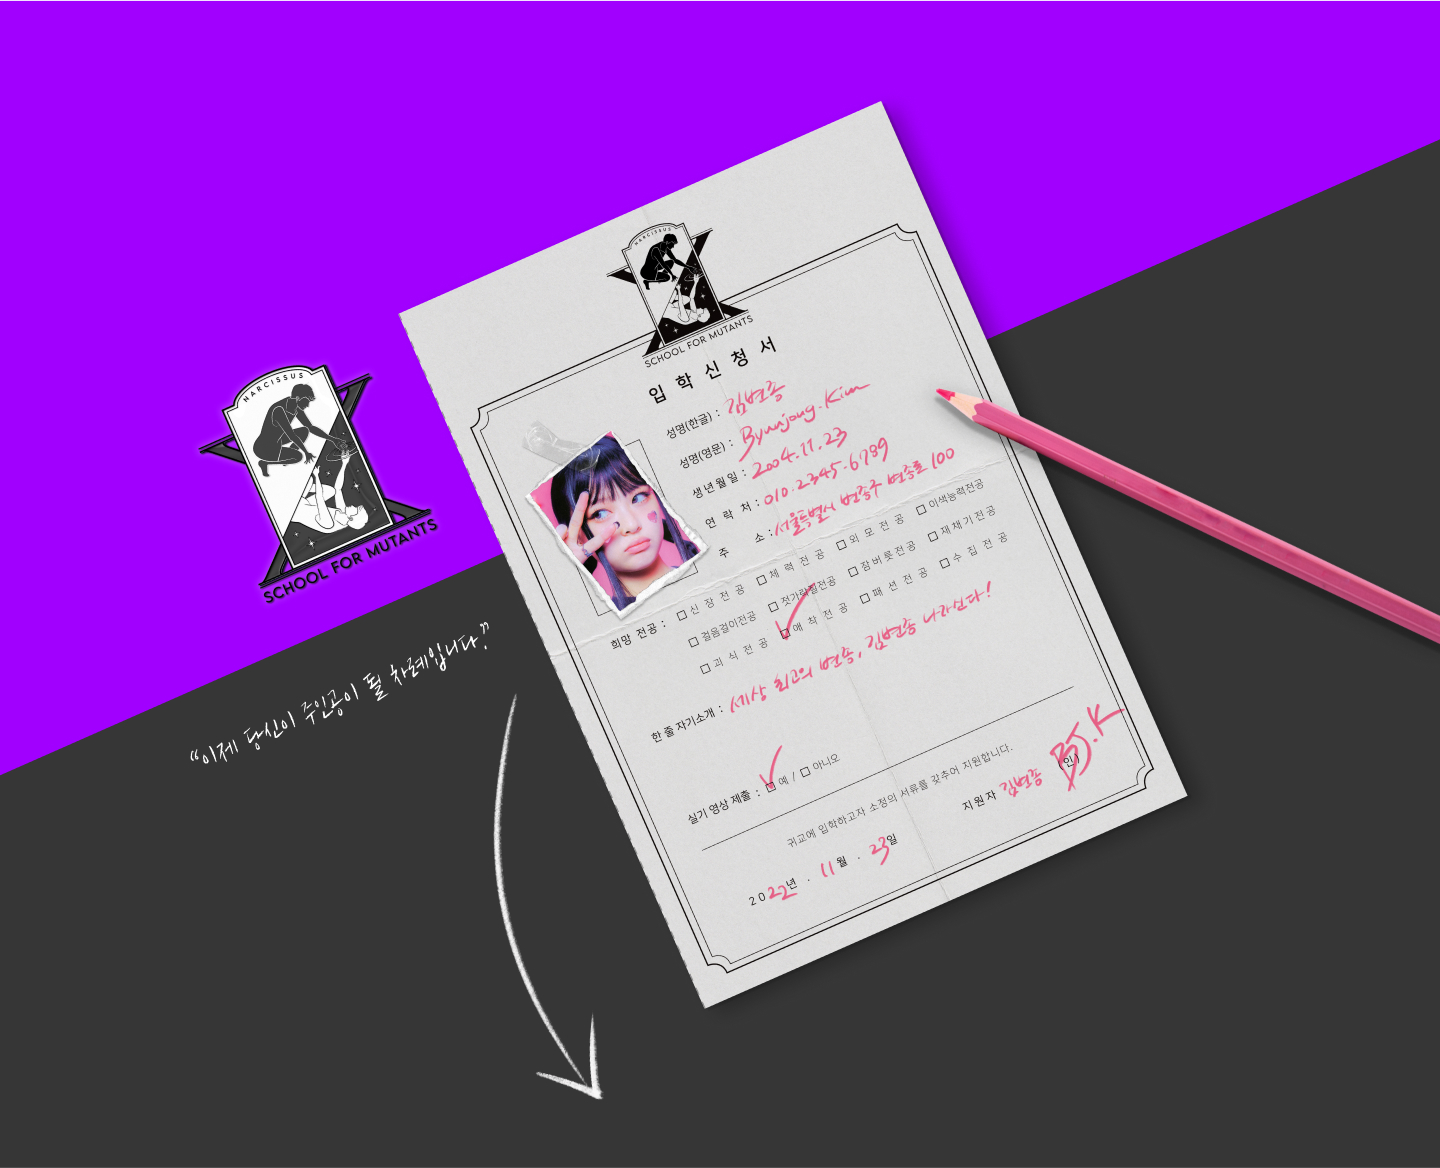 NARCISSUS
SCHOOL FOR MUTANTS
입학신청서
성명(한글) : 김변종
성명(영문) : Byunjong.Kim
생년월일 : 2004.11.23
연락처 : 010.2345-6789
주소 : 서울특별시 변종구 변종로 100
희망 전공 : □ 신장전공 □ 체력전공 □ 외모전공 □ 이색능력전공
□ 걸음걸이전공 □ 젓가락질전공 □ 잠버릇전공 □ 재채기전공
□ 괴식전공 ☑ 애착전공 □ 패션전공 □ 수집전공
한 줄 자기소개 : 세상 최고의 변종, 김변종 나가신다!
실기 영상 제출 : ☑ 예 / □ 아니오
귀교에 입학하고자 소정의 서류를 갖추어 지원합니다.
2022년 . 11월 . 23일
지원자 김변종 (인) BJ.K
NARCISSUS
SCHOOL FOR MUTANTS
“이제 당신이 주인공이 될 차례입니다.”